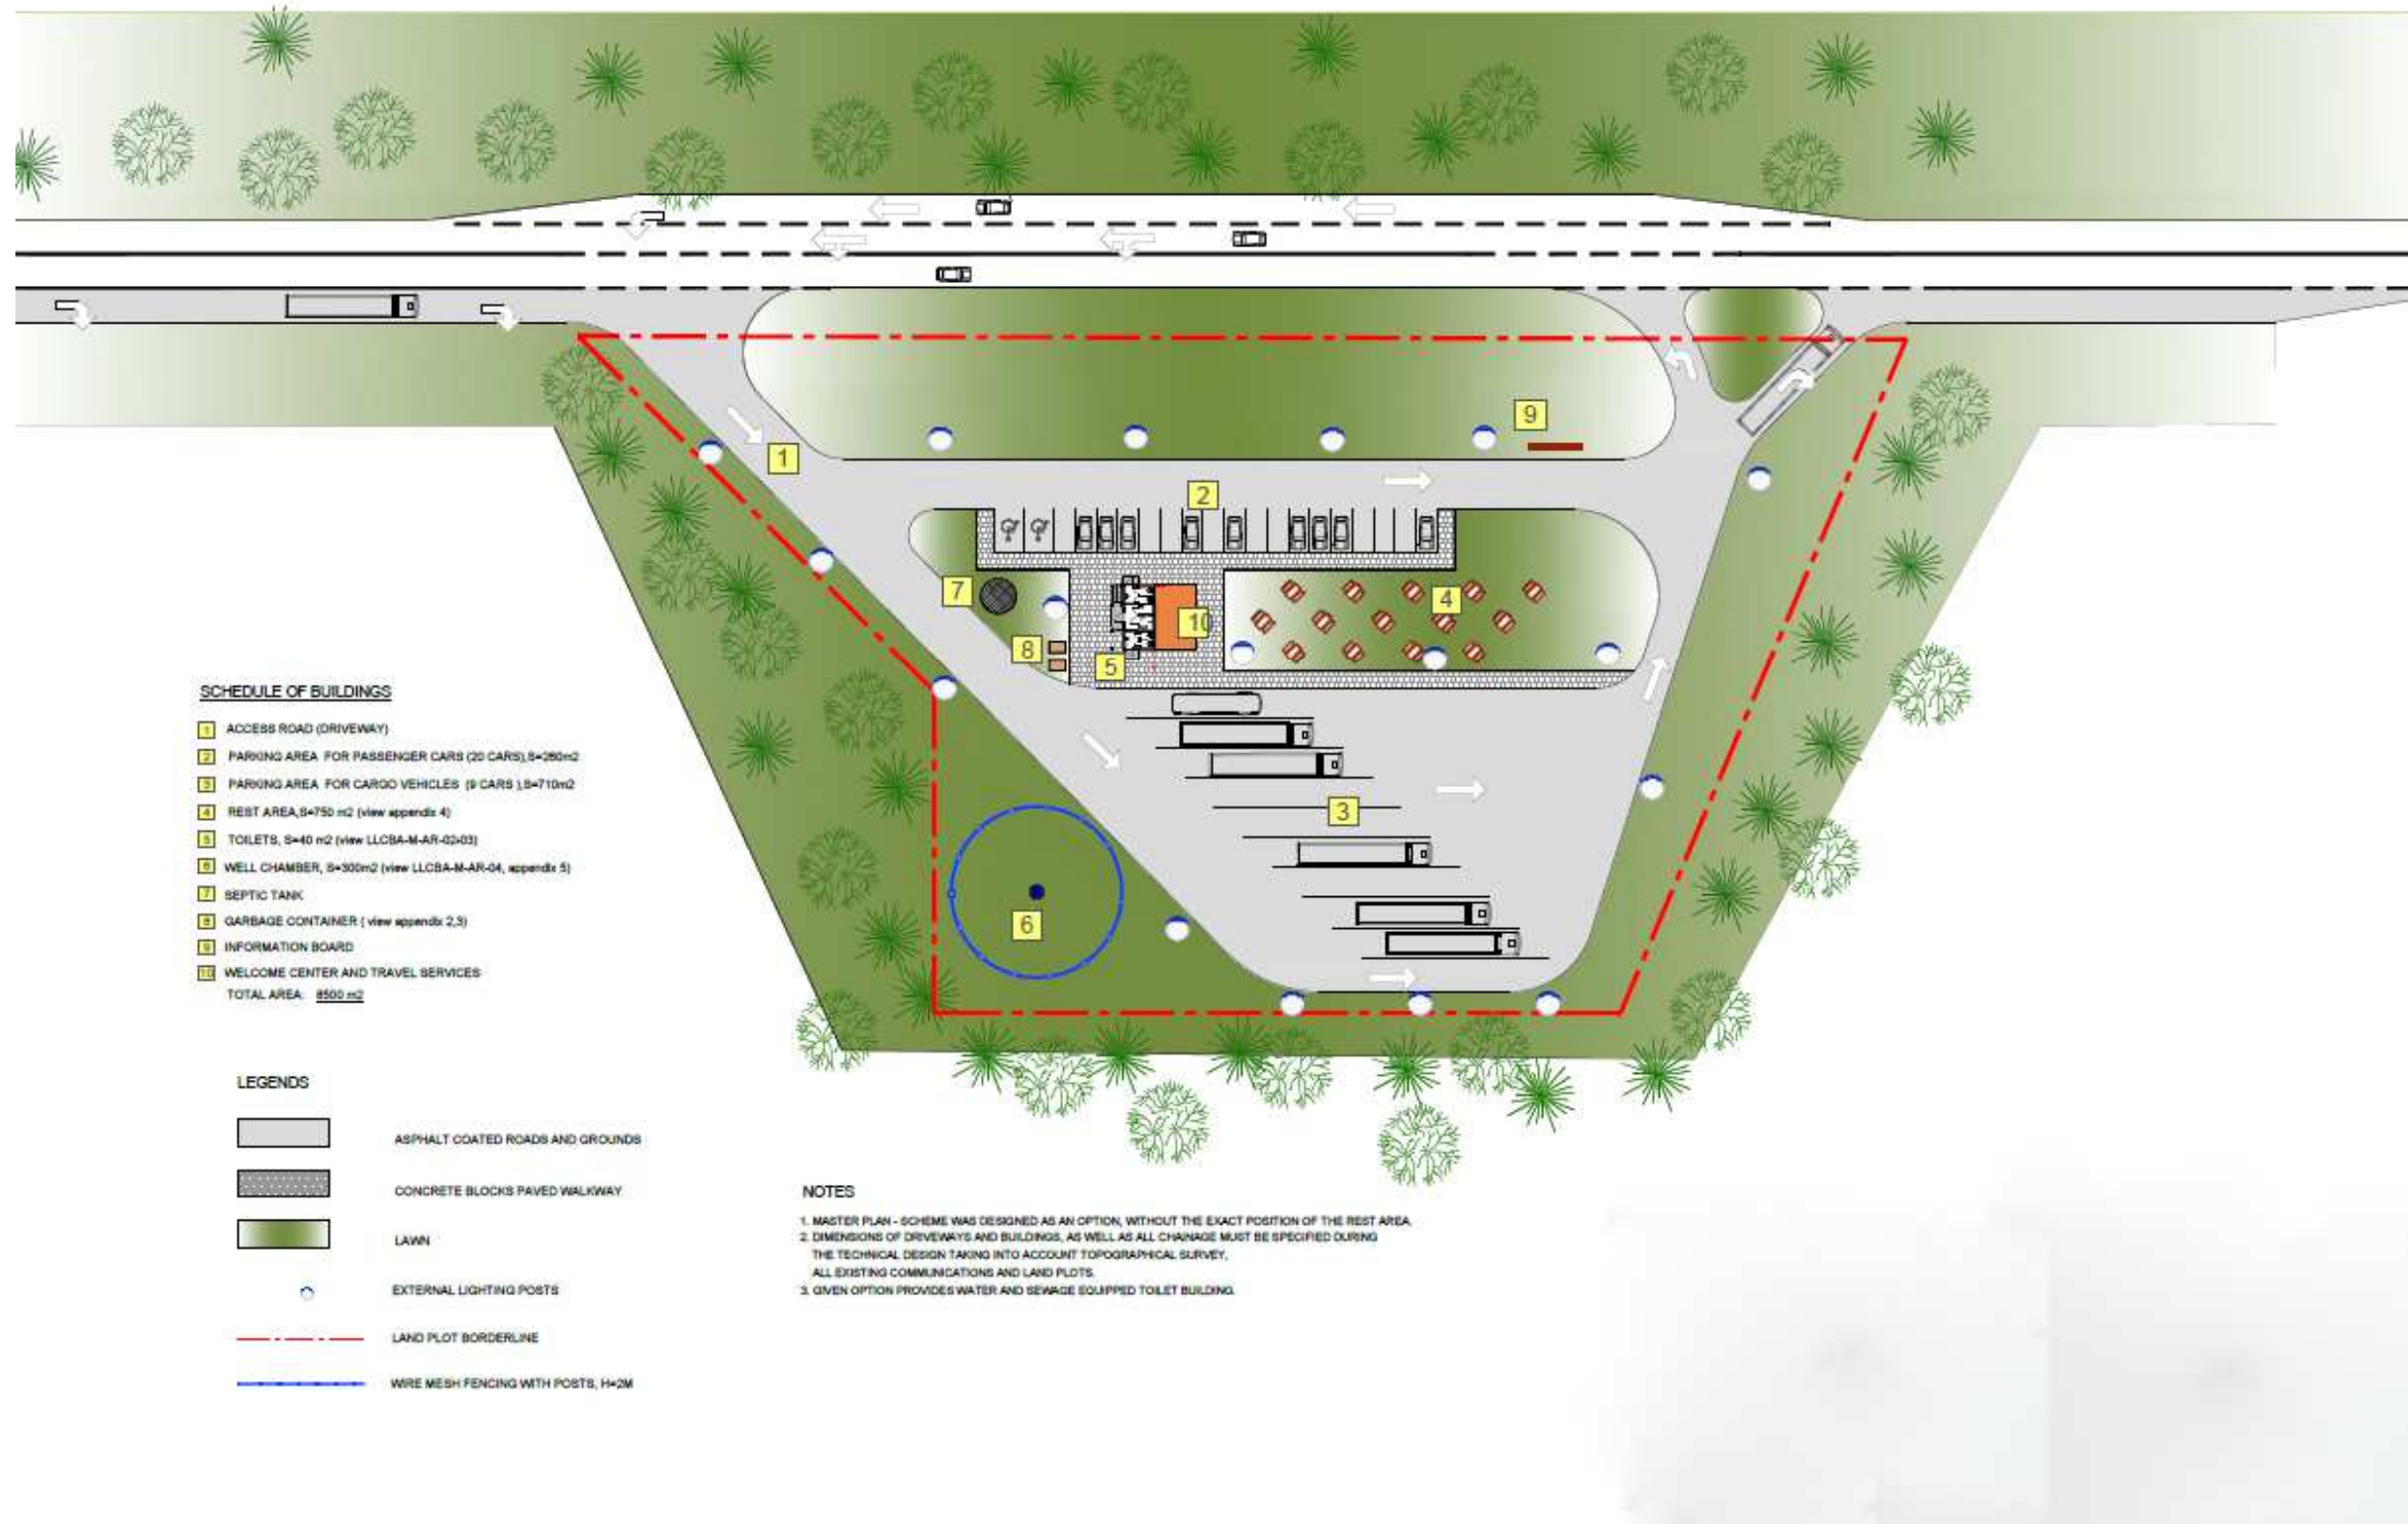 9
1
2
4
7
10
8
5
3
6
SCHEDULE OF BUILDINGS
1 ACCESS ROAD (DRIVEWAY)
2 PARKING AREA FOR PASSENGER CARS (20 CARS),S=260m2
3 PARKING AREA FOR CARGO VEHICLES (9 CARS ),S=710m2
4 REST AREA,S=750 m2 (view appendix 4)
5 TOILETS, S=40 m2 (view LLCBA-M-AR-02›03)
6 WELL CHAMBER, S=300m2 (view LLCBA-M-AR-04, appendix 5)
7 SEPTIC TANK
8 GARBAGE CONTAINER ( view appendix 2,3)
9 INFORMATION BOARD
10 WELCOME CENTER AND TRAVEL SERVICES
TOTAL AREA: 8500 m2
LEGENDS
ASPHALT COATED ROADS AND GROUNDS
CONCRETE BLOCKS PAVED WALKWAY
LAWN
EXTERNAL LIGHTING POSTS
LAND PLOT BORDERLINE
WIRE MESH FENCING WITH POSTS, H=2M
NOTES
1. MASTER PLAN - SCHEME WAS DESIGNED AS AN OPTION, WITHOUT THE EXACT POSITION OF THE REST AREA.
2. DIMENSIONS OF DRIVEWAYS AND BUILDINGS, AS WELL AS ALL CHAINAGE MUST BE SPECIFIED DURING
THE TECHNICAL DESIGN TAKING INTO ACCOUNT TOPOGRAPHICAL SURVEY,
ALL EXISTING COMMUNICATIONS AND LAND PLOTS.
3. GIVEN OPTION PROVIDES WATER AND SEWAGE EQUIPPED TOILET BUILDING.